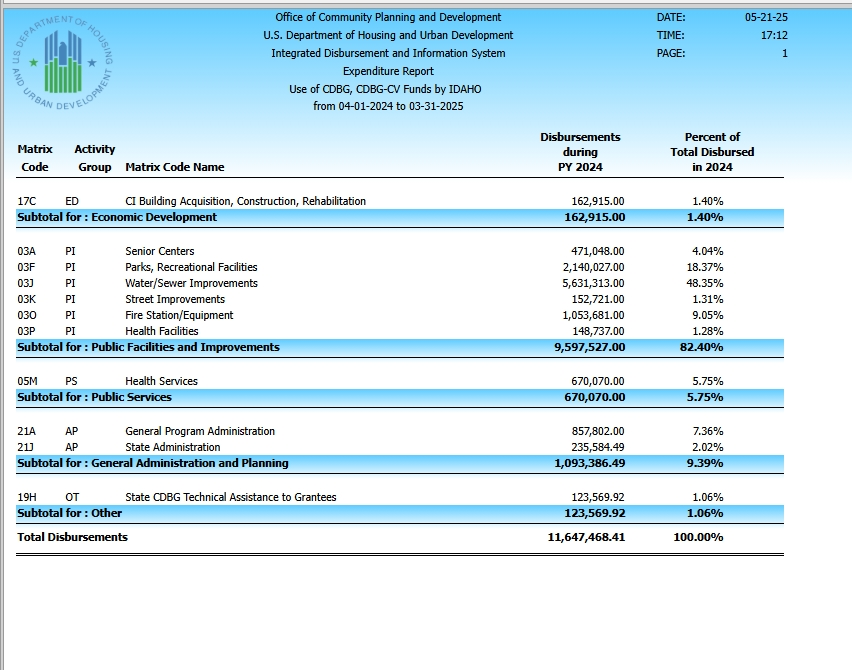 U.S. DEPARTMENT OF HOUSING AND URBAN DEVELOPMENT
Office of Community Planning and Development DATE: 05-21-25
U.S. Department of Housing and Urban Development TIME: 17:12
Integrated Disbursement and Information System PAGE: 1
Expenditure Report
Use of CDBG, CDBG-CV Funds by IDAHO
from 04-01-2024 to 03-31-2025
Disbursements Percent of
Matrix Activity during Total Disbursed
Code Group Matrix Code Name PY 2024 in 2024
17C ED CI Building Acquisition, Construction, Rehabilitation 162,915.00 1.40%
Subtotal for : Economic Development 162,915.00 1.40%
03A PI Senior Centers 471,048.00 4.04%
03F PI Parks, Recreational Facilities 2,140,027.00 18.37%
03J PI Water/Sewer Improvements 5,631,313.00 48.35%
03K PI Street Improvements 152,721.00 1.31%
03O PI Fire Station/Equipment 1,053,681.00 9.05%
03P PI Health Facilities 148,737.00 1.28%
Subtotal for : Public Facilities and Improvements 9,597,527.00 82.40%
05M PS Health Services 670,070.00 5.75%
Subtotal for : Public Services 670,070.00 5.75%
21A AP General Program Administration 857,802.00 7.36%
21J AP State Administration 235,584.49 2.02%
Subtotal for : General Administration and Planning 1,093,386.49 9.39%
19H OT State CDBG Technical Assistance to Grantees 123,569.92 1.06%
Subtotal for : Other 123,569.92 1.06%
Total Disbursements 11,647,468.41 100.00%